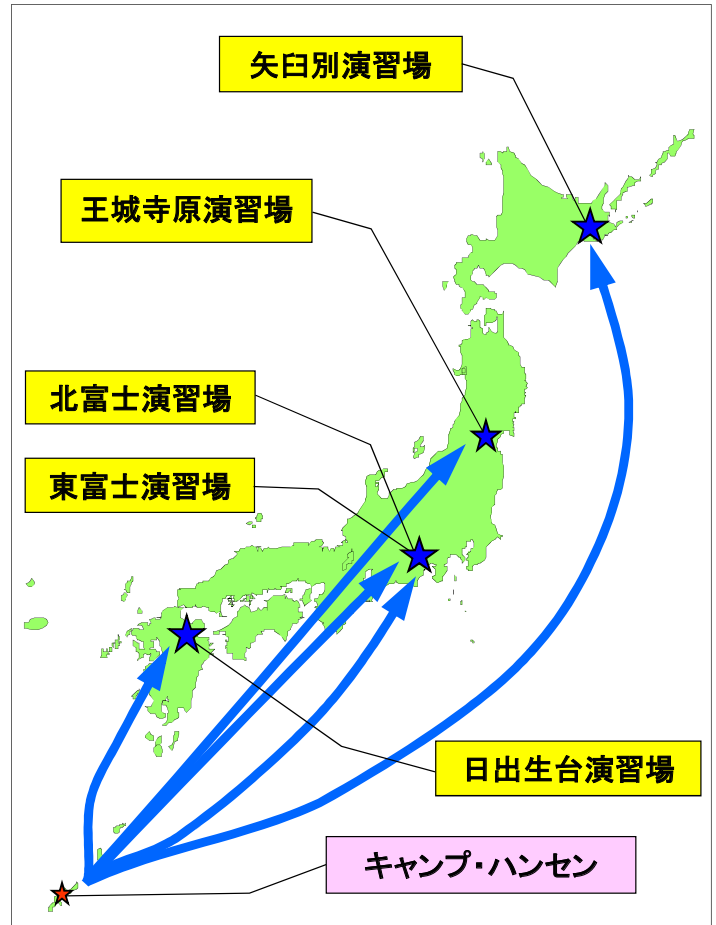 矢臼別演習場
王城寺原演習場
北富士演習場
東富士演習場
日出生台演習場
キャンプ・ハンセン